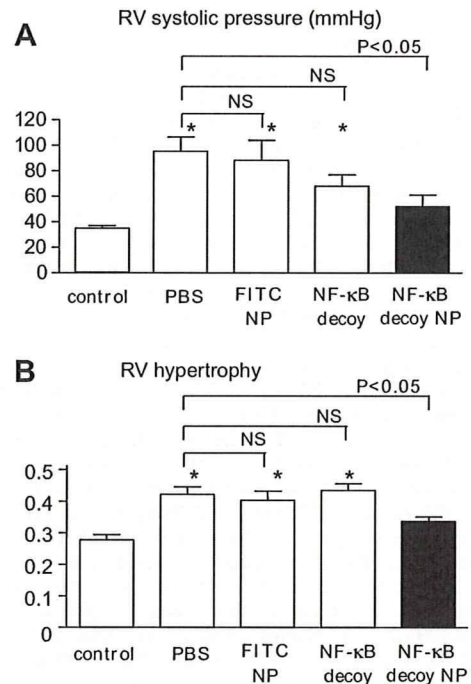 A
RV systolic pressure (mmHg)
P<0.05
NS
NS
* * *
120
100
80
60
40
20
0
control PBS FITC NP NF-κB decoy NF-κB decoy NP
B
RV hypertrophy
P<0.05
NS
NS
* * *
0.5
0.4
0.3
0.2
0.1
0
control PBS FITC NP NF-κB decoy NF-κB decoy NP